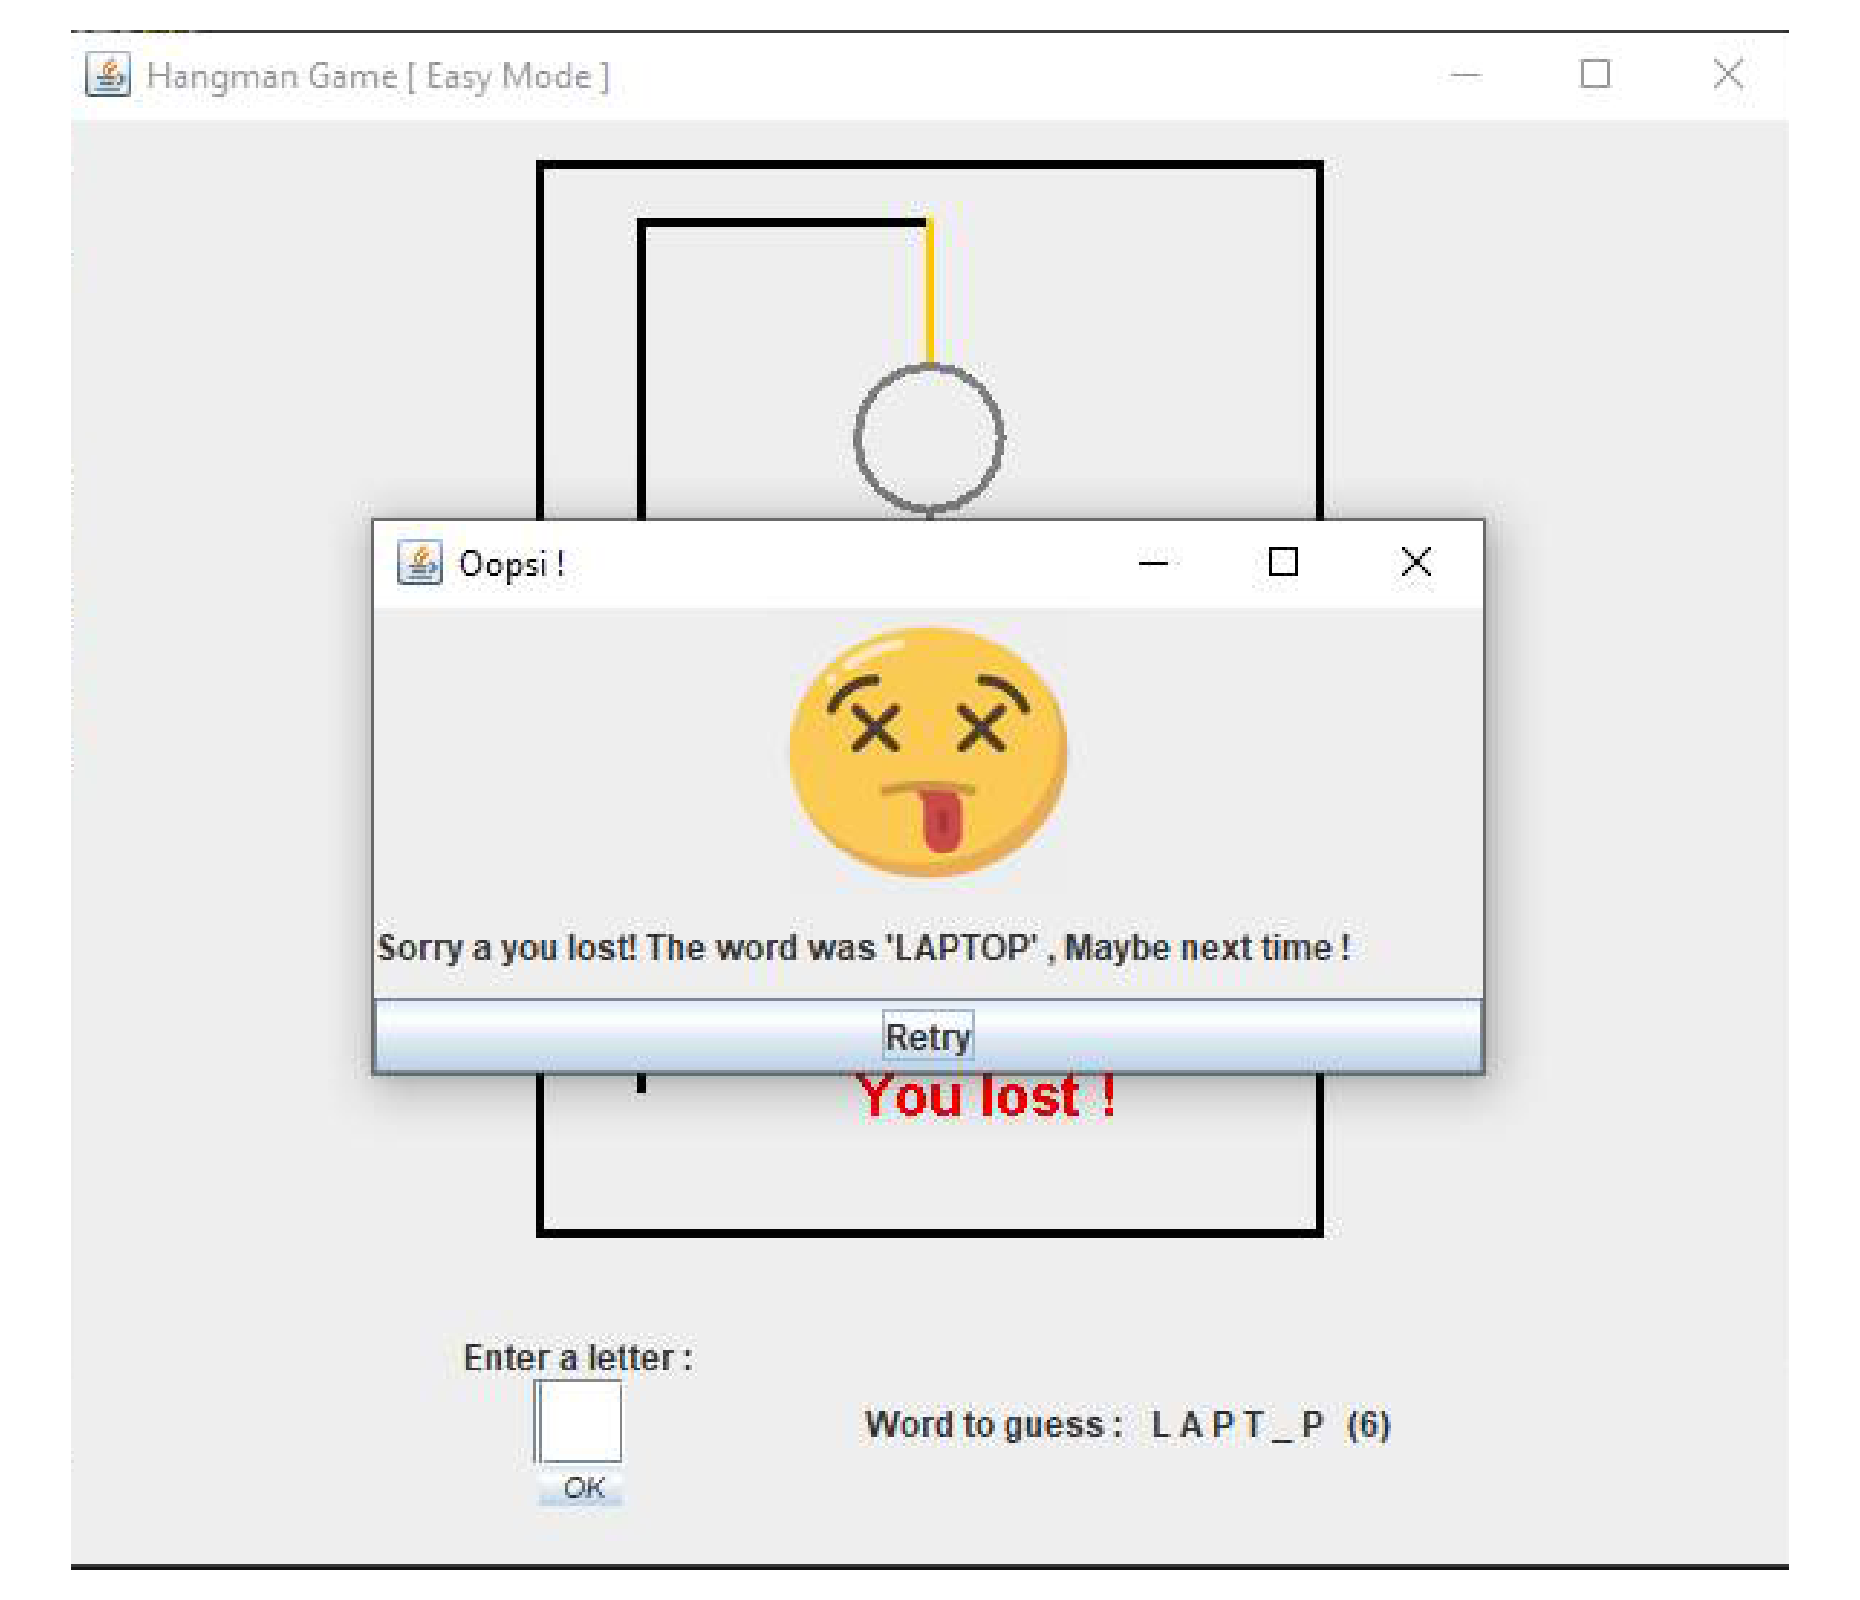 Hangman Game [ Easy Mode ]
Oopsi !
Sorry a you lost! The word was 'LAPTOP' , Maybe next time !
Retry
You lost !
Enter a letter :
OK
Word to guess : L A P T _ P (6)